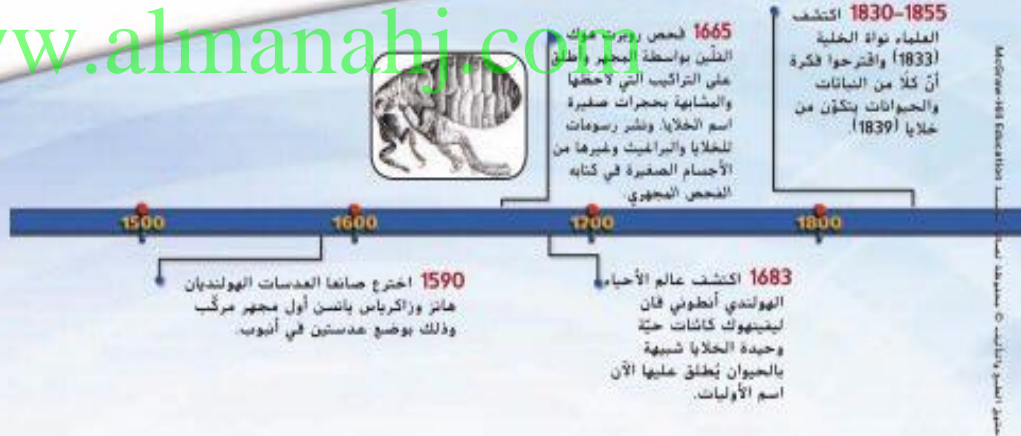 w.almanahj.com
1665 فحص روبرت هوك
الفلّين بواسطة المجهر وأطلق
على التراكيب التي لاحظها
والمشابهة بحجرات صغيرة
اسم الخلايا. ونشر رسومات
للخلايا والبراغيث وغيرها من
الأجسام الصغيرة في كتابه
الفحص المجهري.
1830–1855 اكتشف
العلماء نواة الخلية
(1833) واقترحوا فكرة
أنّ كلًا من النباتات
والحيوانات يتكوّن من
خلايا (1839).
1500 1600 1700 1800
1590 اخترع صانعا العدسات الهولنديان
هانز وزاكرياس يانسن أول مجهر مركّب
وذلك بوضع عدستين في أنبوب.
1683 اكتشف عالم الأحياء
الهولندي أنطوني فان
ليفينهوك كائنات حيّة
وحيدة الخلايا شبيهة
بالحيوان يُطلق عليها الآن
اسم الأوليات.
McGraw-Hill Education